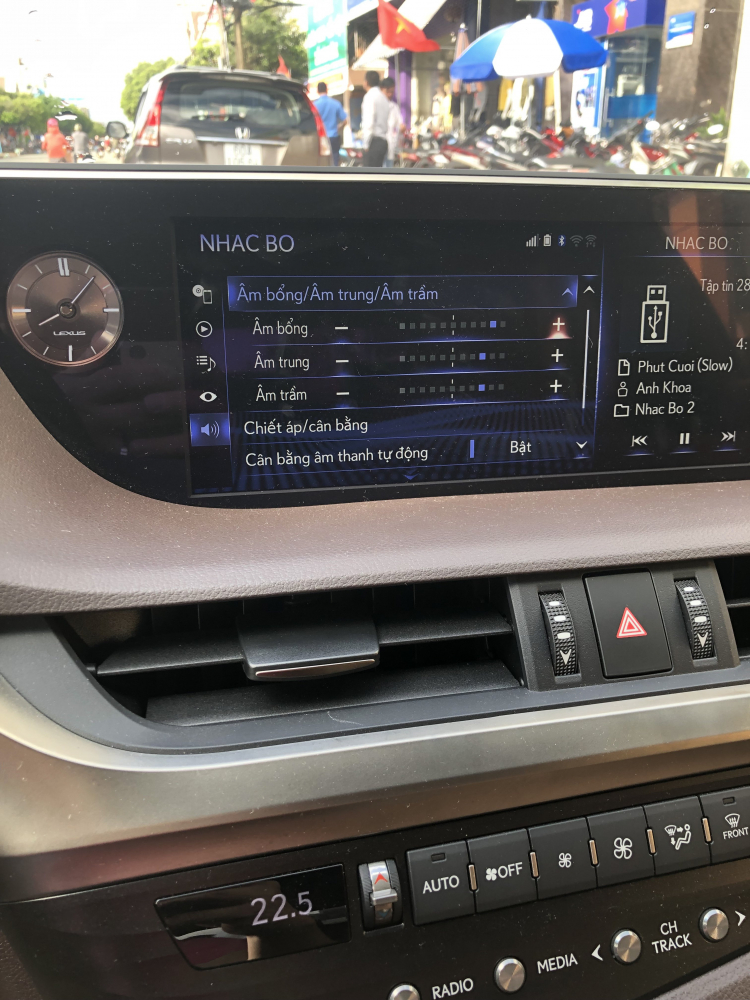 NHAC BO
NHAC BO
Âm bổng/Âm trung/Âm trầm
Âm bổng
Âm trung
Âm trầm
Chiết áp/cân bằng
Cân bằng âm thanh tự động
Bật
Tập tin 28
4:
Phut Cuoi (Slow)
Anh Khoa
Nhac Bo 2
LEXUS
22.5
AUTO
OFF
FRONT
RADIO
MEDIA
CH
TRACK